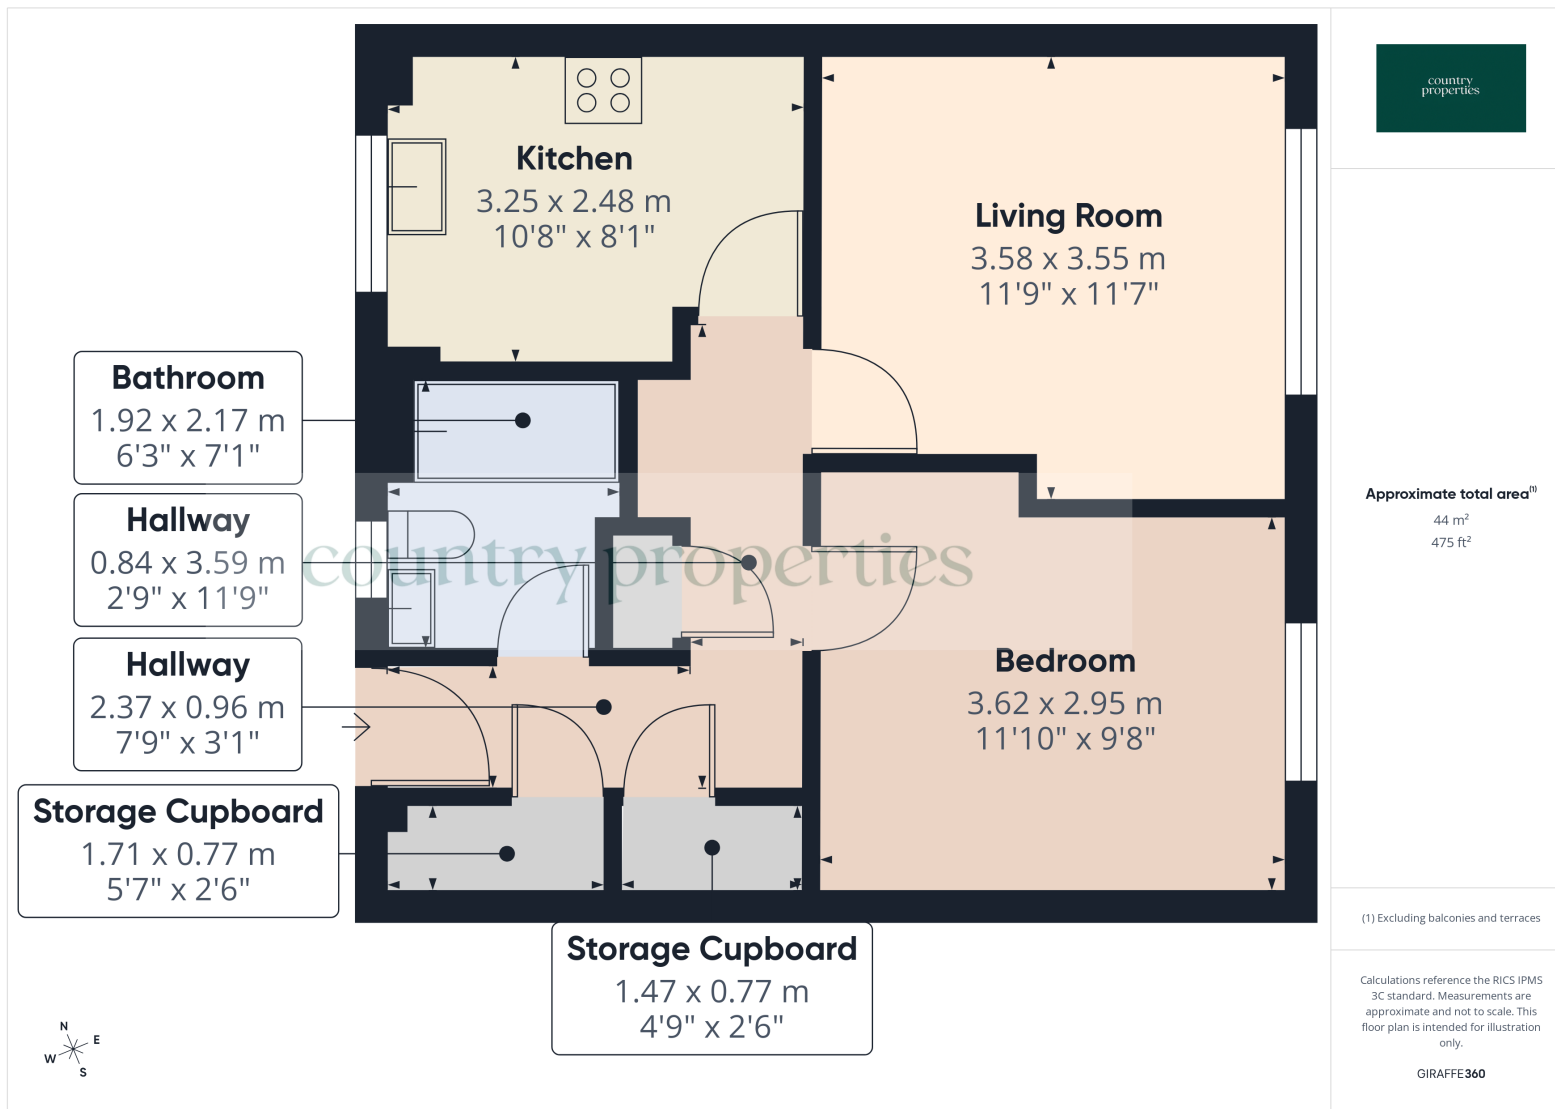 country
properties
Kitchen
3.25 x 2.48 m
10'8" x 8'1"
Living Room
3.58 x 3.55 m
11'9" x 11'7"
Bathroom
1.92 x 2.17 m
6'3" x 7'1"
Hallway
0.84 x 3.59 m
2'9" x 11'9"
country properties
Hallway
2.37 x 0.96 m
7'9" x 3'1"
Bedroom
3.62 x 2.95 m
11'10" x 9'8"
Storage Cupboard
1.71 x 0.77 m
5'7" x 2'6"
Storage Cupboard
1.47 x 0.77 m
4'9" x 2'6"
N
E
W
S
Approximate total area(1)
44 m²
475 ft²
(1) Excluding balconies and terraces
Calculations reference the RICS IPMS
3C standard. Measurements are
approximate and not to scale. This
floor plan is intended for illustration
only.
GIRAFFE360